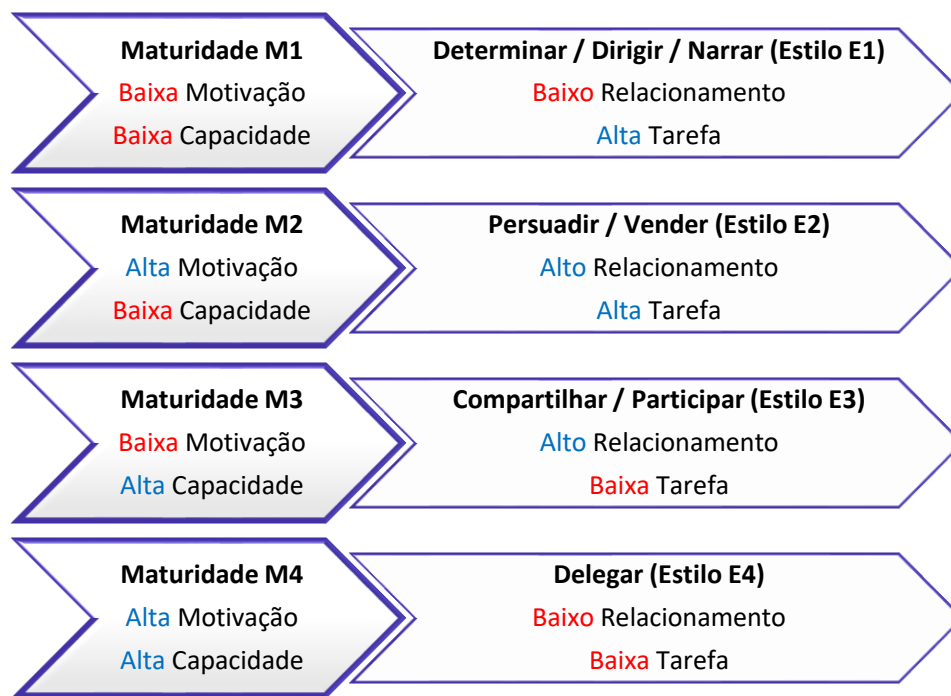 Maturidade M1
Baixa Motivação
Baixa Capacidade
Determinar / Dirigir / Narrar (Estilo E1)
Baixo Relacionamento
Alta Tarefa
Maturidade M2
Alta Motivação
Baixa Capacidade
Persuadir / Vender (Estilo E2)
Alto Relacionamento
Alta Tarefa
Maturidade M3
Baixa Motivação
Alta Capacidade
Compartilhar / Participar (Estilo E3)
Alto Relacionamento
Baixa Tarefa
Maturidade M4
Alta Motivação
Alta Capacidade
Delegar (Estilo E4)
Baixo Relacionamento
Baixa Tarefa